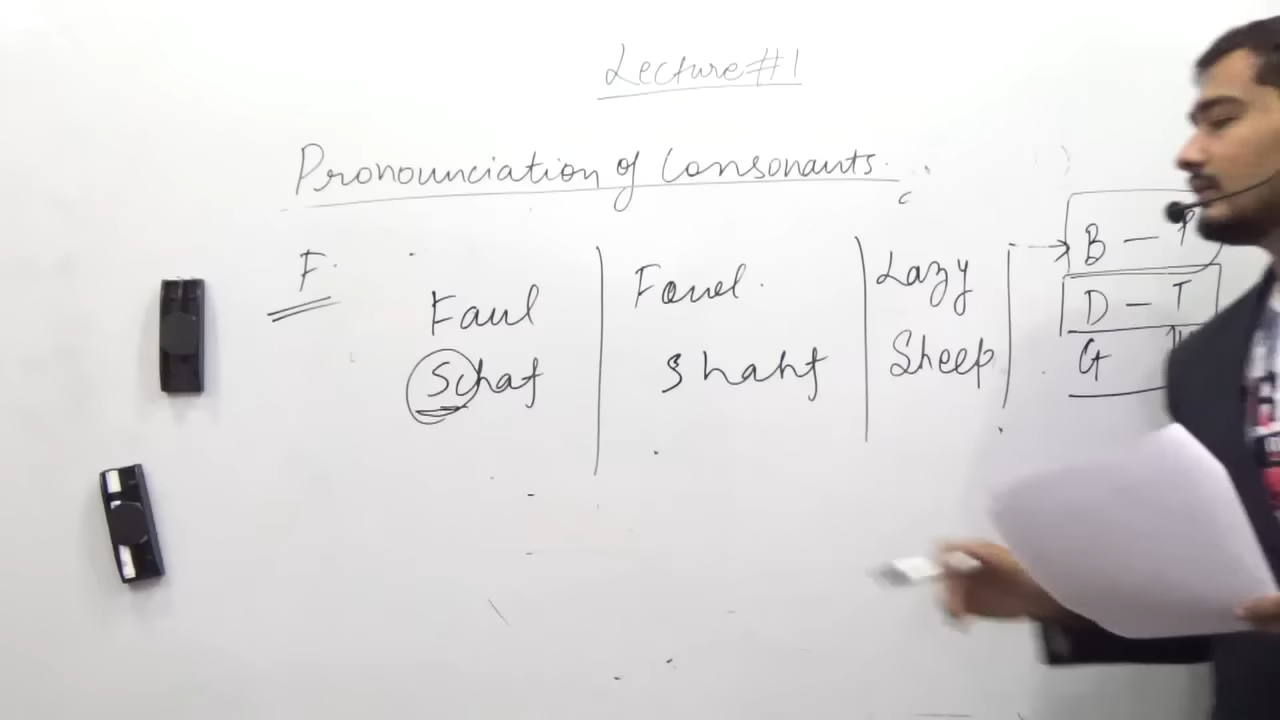 Lecture #1
Pronounciation of Consonants.
F.
Faul
Schaf
Fauel.
Shahf
Lazy
Sheep
B — P
D — T
G